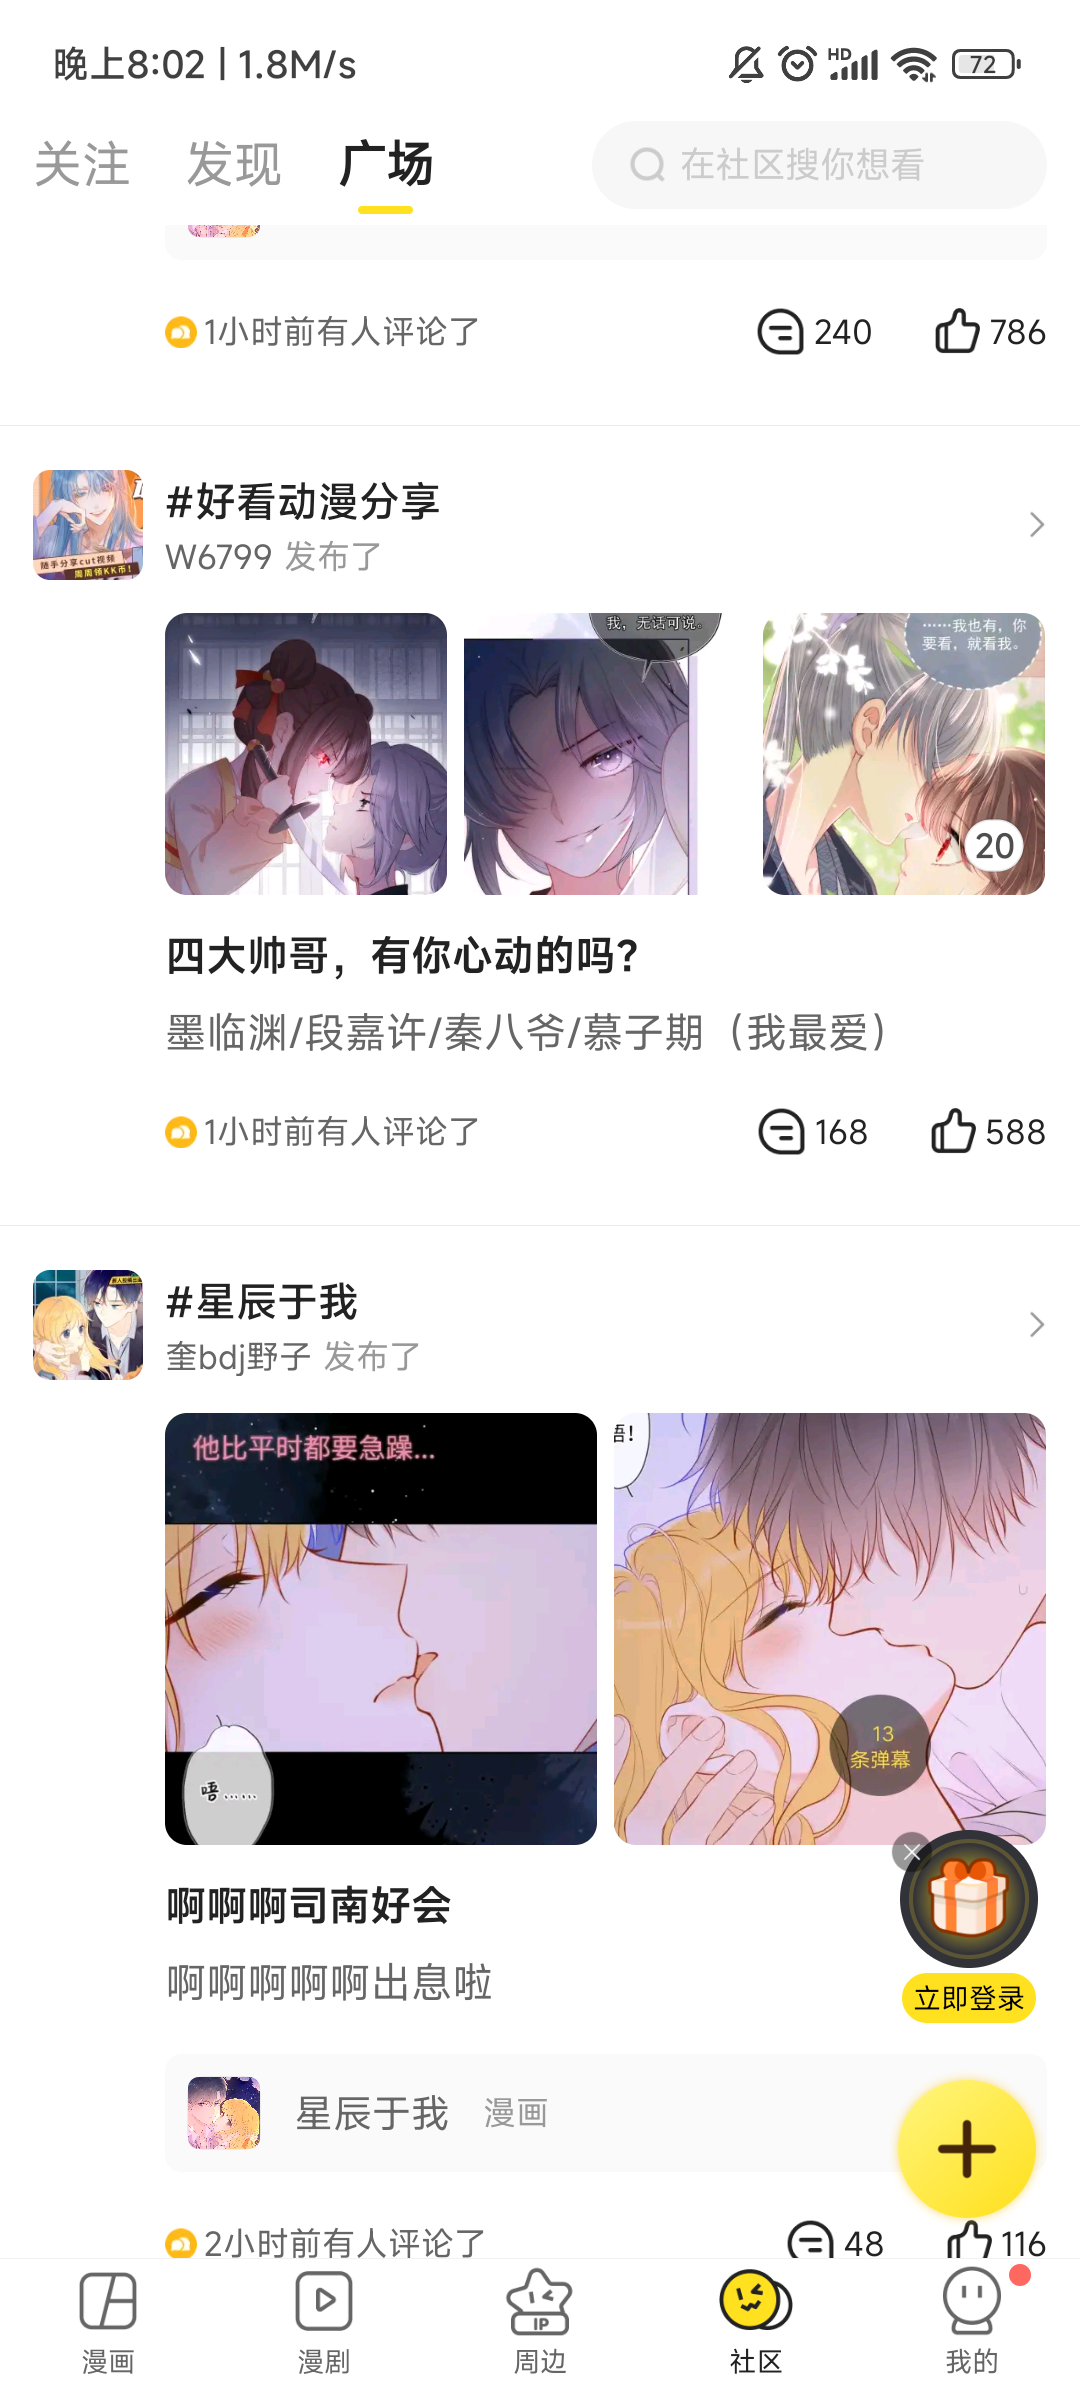 晚上8:02 | 1.8M/s
HD
72
关注
发现
广场
在社区搜你想看
1小时前有人评论了
240
786
随手分享cut视频
周周领KK币!
#好看动漫分享
W6799 发布了
我，无话可说。
……我也有，你
要看，就看我。
20
四大帅哥，有你心动的吗?
墨临渊/段嘉许/秦八爷/慕子期（我最爱）
1小时前有人评论了
168
588
#星辰于我
奎bdj野子 发布了
他比平时都要急躁...
唔……
唔!
13
条弹幕
啊啊啊司南好会
啊啊啊啊啊出息啦
立即登录
星辰于我 漫画
2小时前有人评论了
48
116
漫画
漫剧
IP
周边
社区
我的